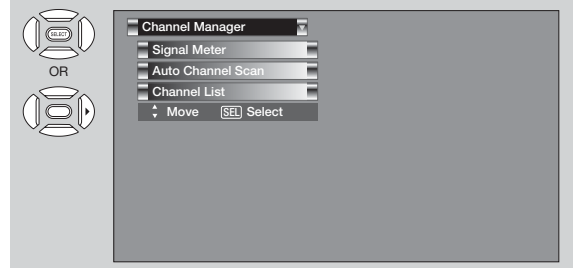 SELECT
OR
Channel Manager
Signal Meter
Auto Channel Scan
Channel List
Move SEL Select